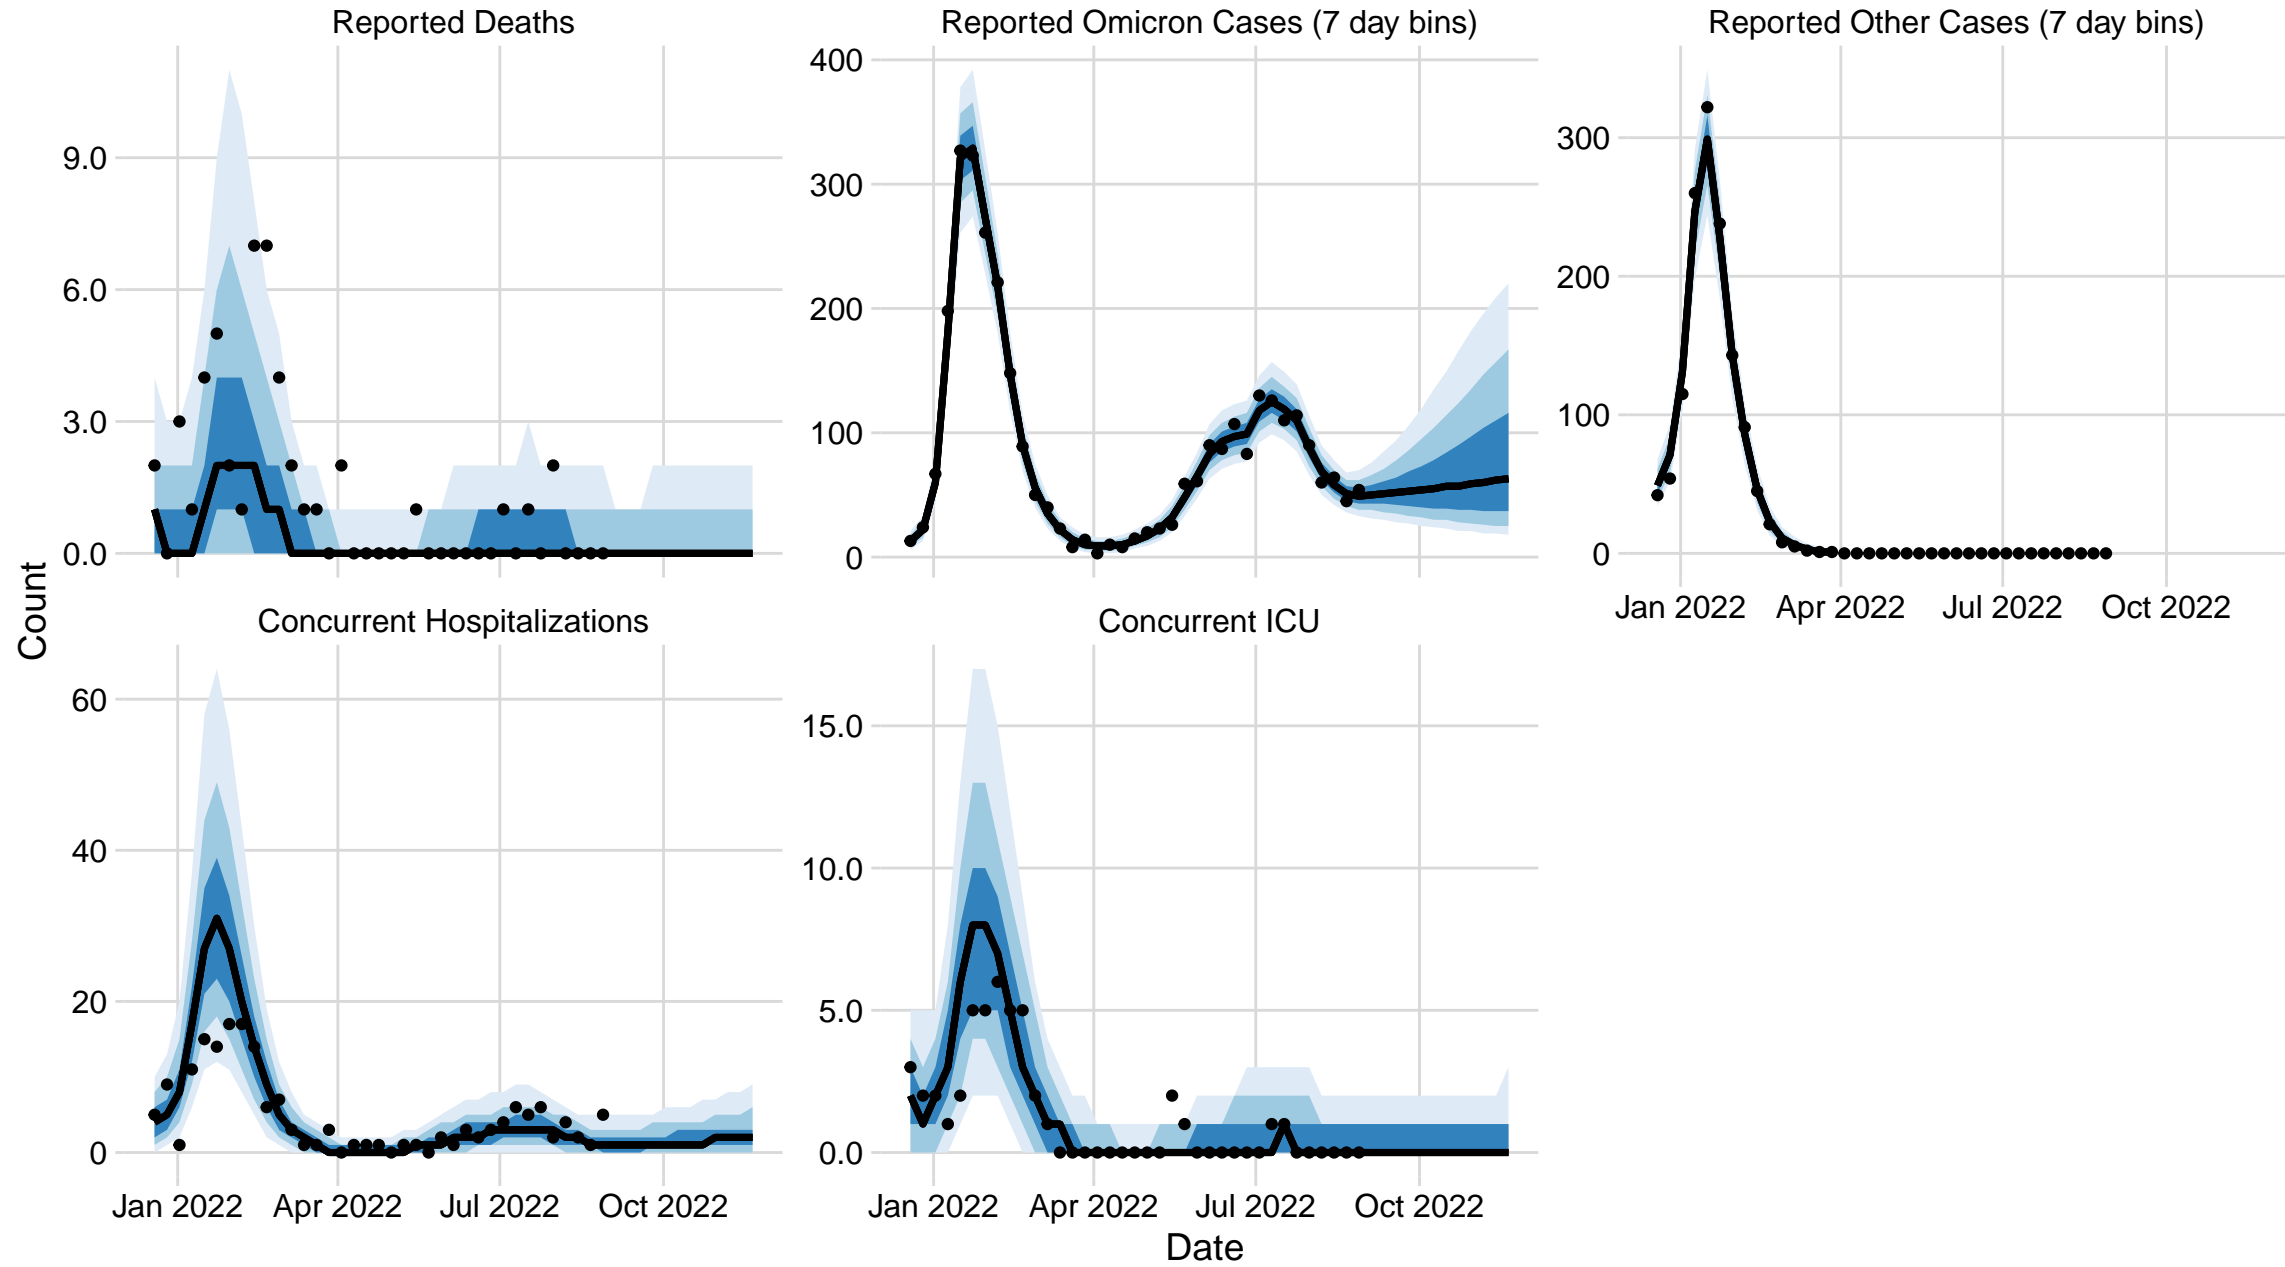 Reported Deaths
Reported Omicron Cases (7 day bins)
Reported Other Cases (7 day bins)
9.0
6.0
3.0
0.0
400
300
200
100
0
300
200
100
0
Jan 2022 Apr 2022 Jul 2022 Oct 2022
Count
Concurrent Hospitalizations
Concurrent ICU
60
40
20
0
15.0
10.0
5.0
0.0
Jan 2022 Apr 2022 Jul 2022 Oct 2022
Jan 2022 Apr 2022 Jul 2022 Oct 2022
Date